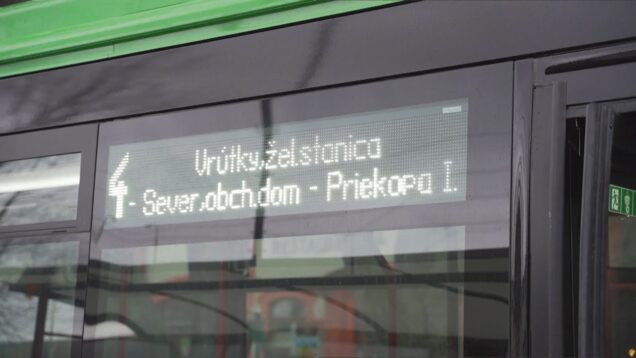 4
Vrútky,žel.stanica
- Sever,obch.dom - Priekopa I.